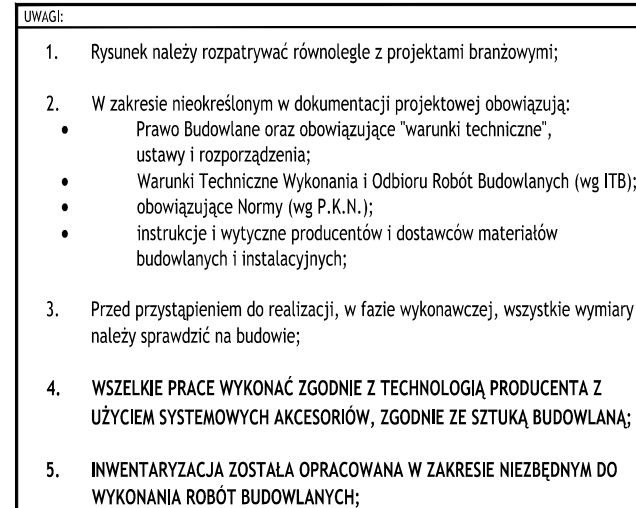 UWAGI:
1. Rysunek należy rozpatrywać równolegle z projektami branżowymi;
2. W zakresie nieokreślonym w dokumentacji projektowej obowiązują:
• Prawo Budowlane oraz obowiązujące "warunki techniczne",
ustawy i rozporządzenia;
• Warunki Techniczne Wykonania i Odbioru Robót Budowlanych (wg ITB);
• obowiązujące Normy (wg P.K.N.);
• instrukcje i wytyczne producentów i dostawców materiałów
budowlanych i instalacyjnych;
3. Przed przystąpieniem do realizacji, w fazie wykonawczej, wszystkie wymiary
należy sprawdzić na budowie;
4. WSZELKIE PRACE WYKONAĆ ZGODNIE Z TECHNOLOGIĄ PRODUCENTA Z
UŻYCIEM SYSTEMOWYCH AKCESORIÓW, ZGODNIE ZE SZTUKĄ BUDOWLANĄ;
5. INWENTARYZACJA ZOSTAŁA OPRACOWANA W ZAKRESIE NIEZBĘDNYM DO
WYKONANIA ROBÓT BUDOWLANYCH;